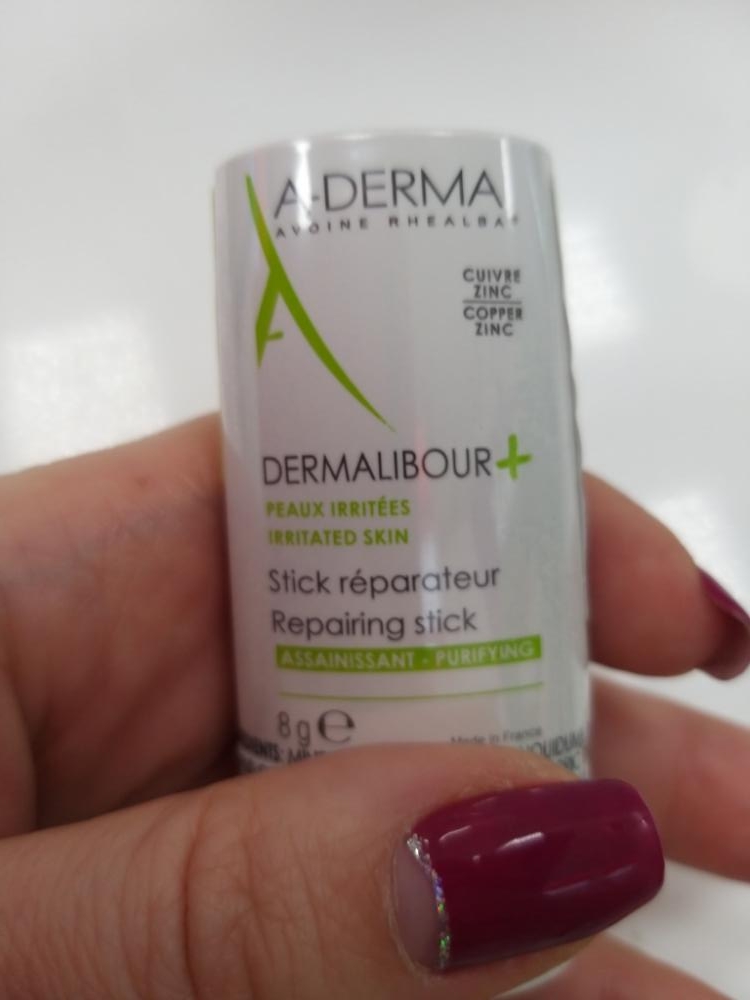 A-DERMA
AVOINE RHEALBA
CUIVRE
ZINC
COPPER
ZINC
DERMALIBOUR+
PEAUX IRRITÉES
IRRITATED SKIN
Stick réparateur
Repairing stick
ASSAINISSANT - PURIFYING
8 g e
Made in France